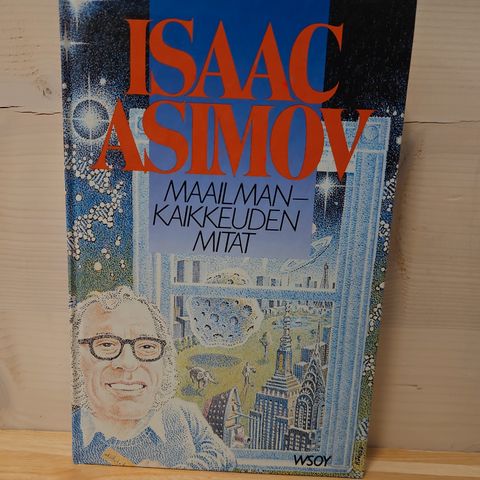 ISAAC
ASIMOV
MAAILMAN-
KAIKKEUDEN
MITAT
WSOY